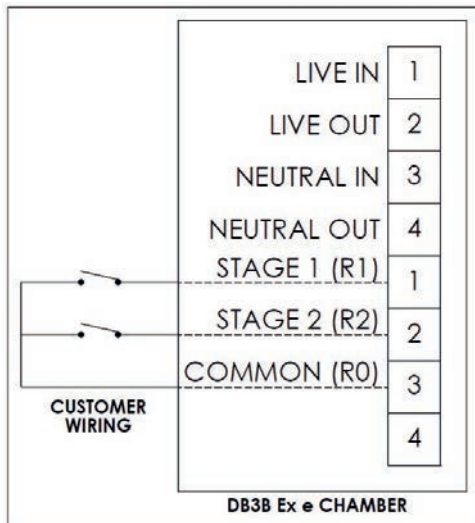 LIVE IN 1
LIVE OUT 2
NEUTRAL IN 3
NEUTRAL OUT 4
STAGE 1 (R1) 1
STAGE 2 (R2) 2
COMMON (R0) 3
4
CUSTOMER
WIRING
DB3B Ex e CHAMBER